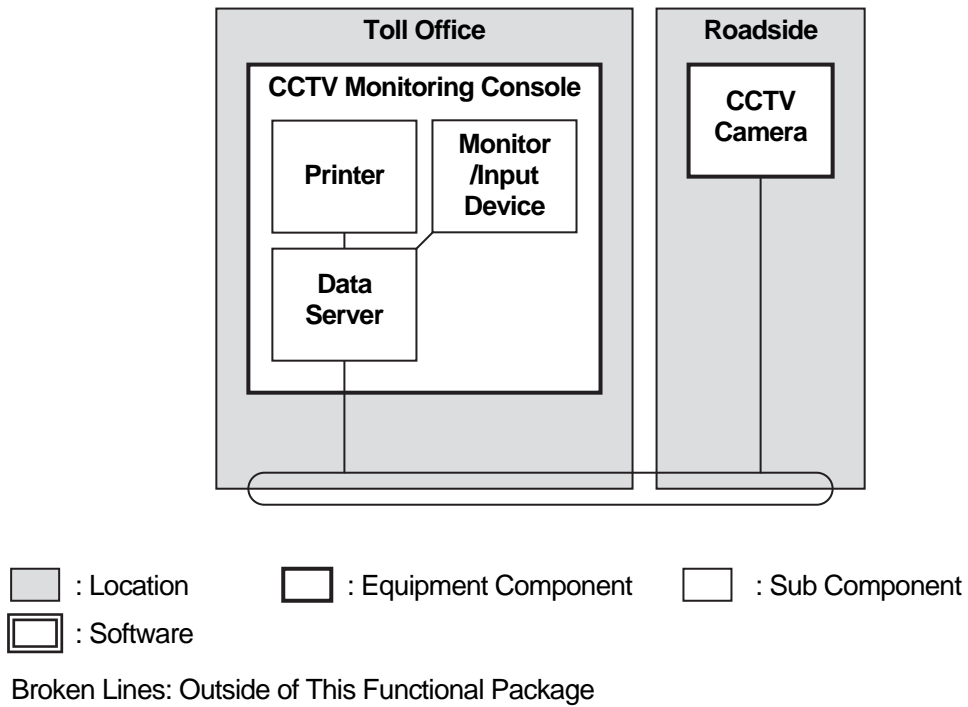 Toll Office
Roadside
CCTV Monitoring Console
Printer
Monitor
/Input
Device
Data
Server
CCTV
Camera
: Location
: Equipment Component
: Sub Component
: Software
Broken Lines: Outside of This Functional Package